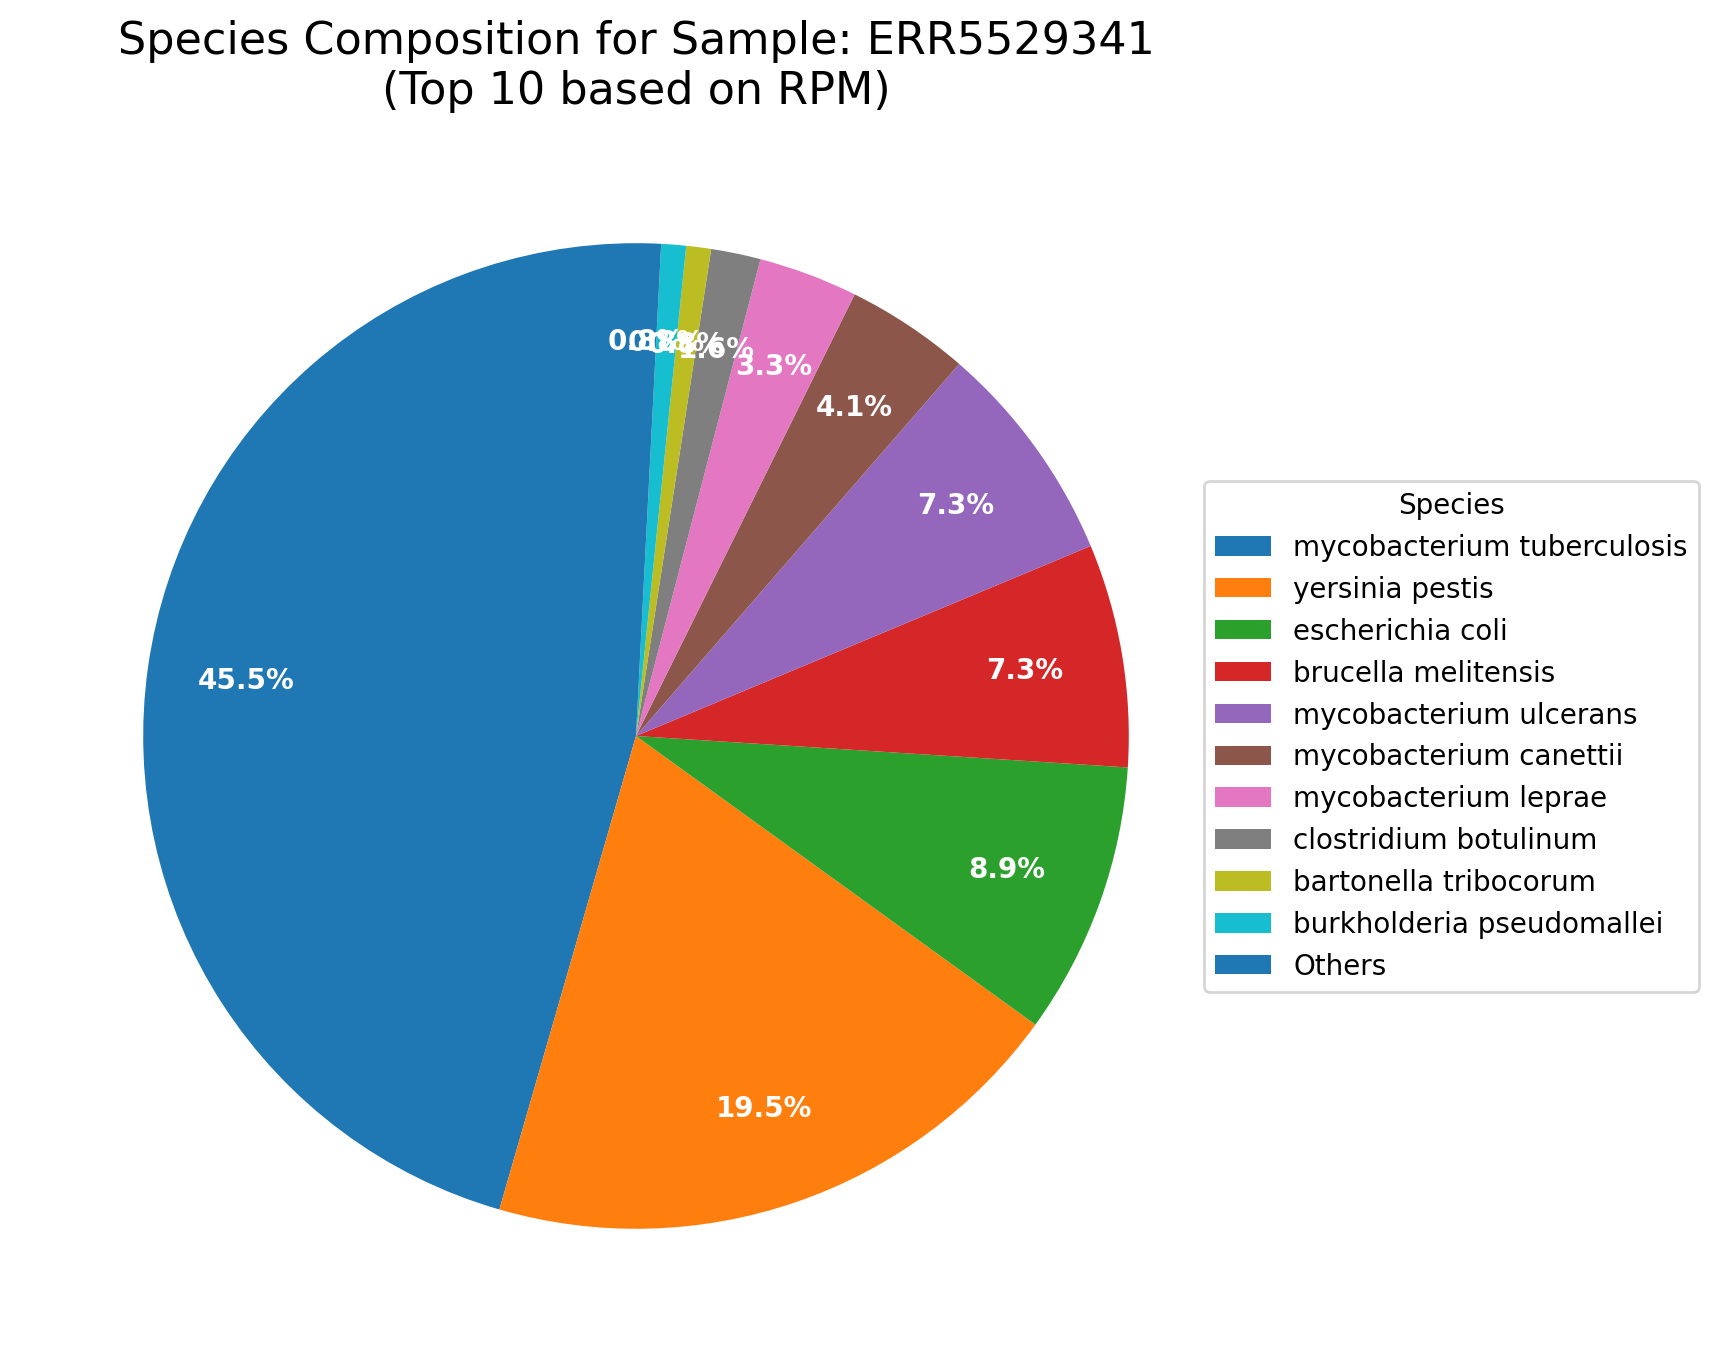 Species Composition for Sample: ERR5529341
(Top 10 based on RPM)
0.8%
1.6%
3.3%
4.1%
7.3%
45.5%
7.3%
8.9%
19.5%
Species
mycobacterium tuberculosis
yersinia pestis
escherichia coli
brucella melitensis
mycobacterium ulcerans
mycobacterium canettii
mycobacterium leprae
clostridium botulinum
bartonella tribocorum
burkholderia pseudomallei
Others